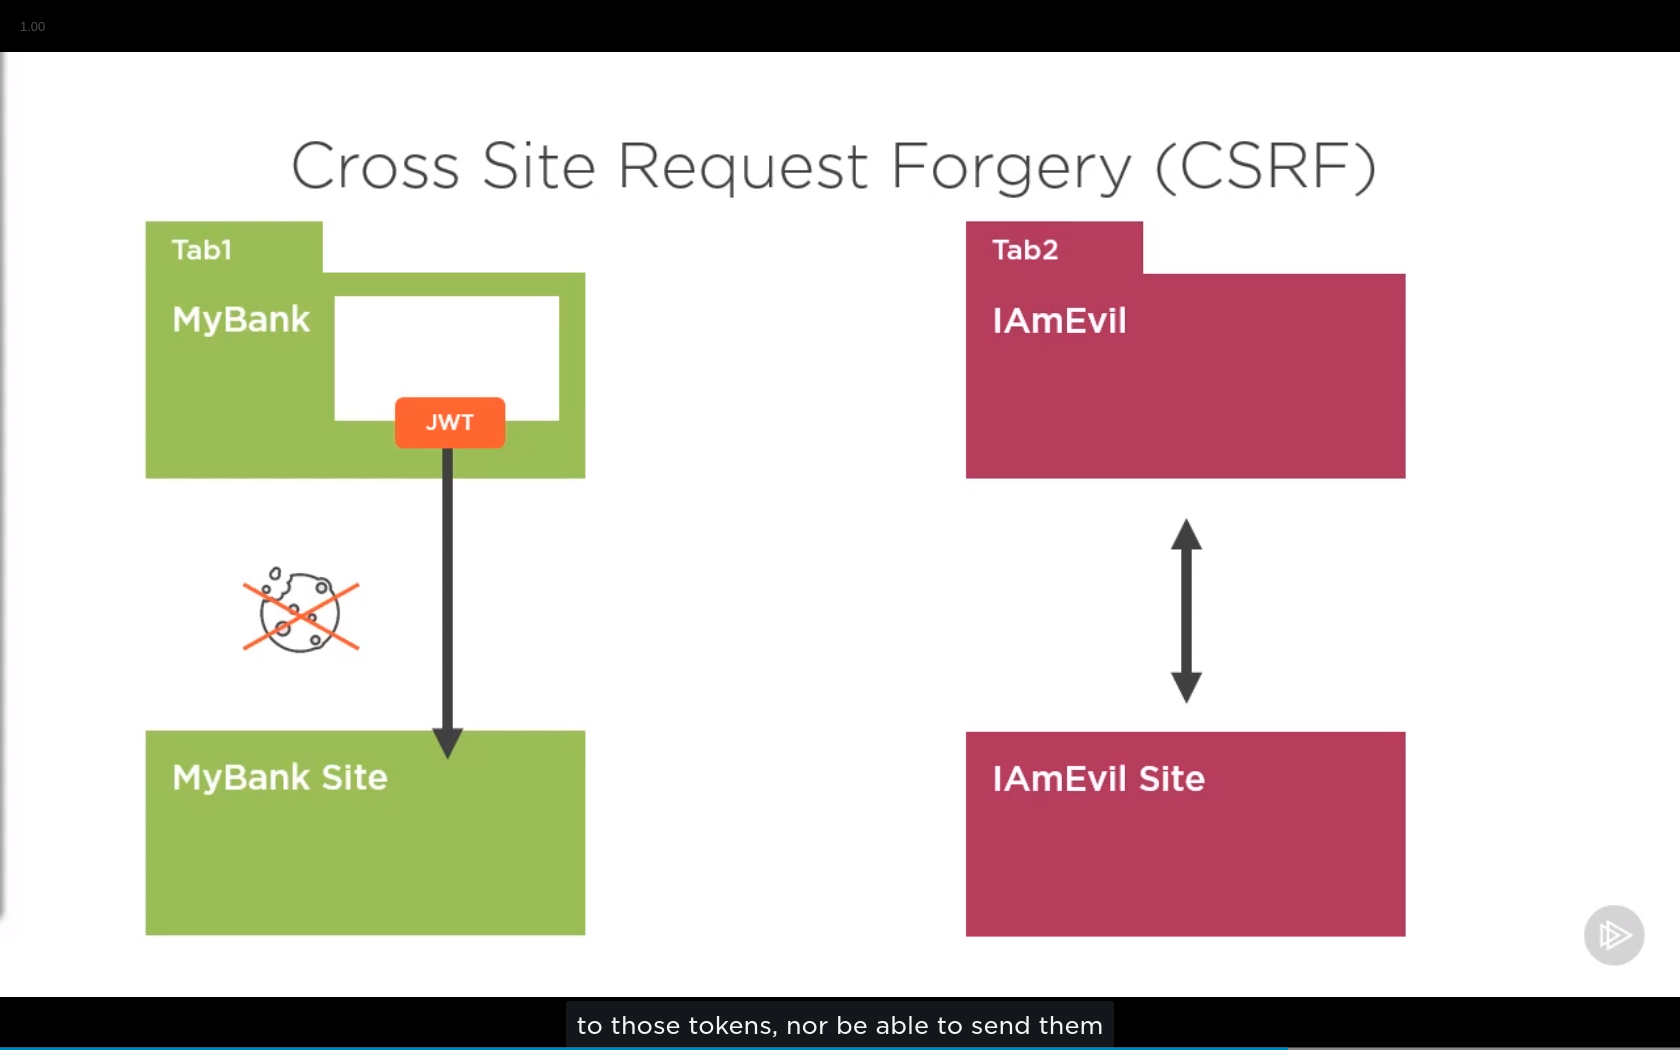 1.00
Cross Site Request Forgery (CSRF)
Tab1
MyBank
JWT
MyBank Site
Tab2
IAmEvil
IAmEvil Site
to those tokens, nor be able to send them